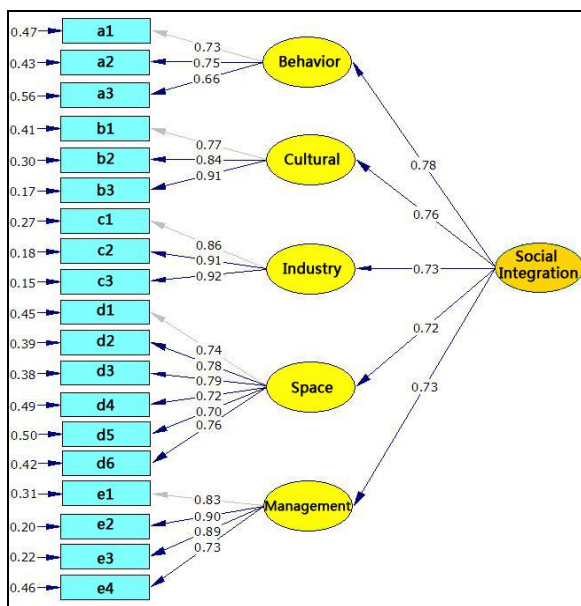 0.47 a1
0.43 a2
0.56 a3
0.41 b1
0.30 b2
0.17 b3
0.27 c1
0.18 c2
0.15 c3
0.45 d1
0.39 d2
0.38 d3
0.49 d4
0.50 d5
0.42 d6
0.31 e1
0.20 e2
0.22 e3
0.46 e4
0.73
0.75
0.66
0.77
0.84
0.91
0.86
0.91
0.92
0.74
0.78
0.79
0.72
0.70
0.76
0.83
0.90
0.89
0.73
Behavior
Cultural
Industry
Space
Management
0.78
0.76
0.73
0.72
0.73
Social
Integration